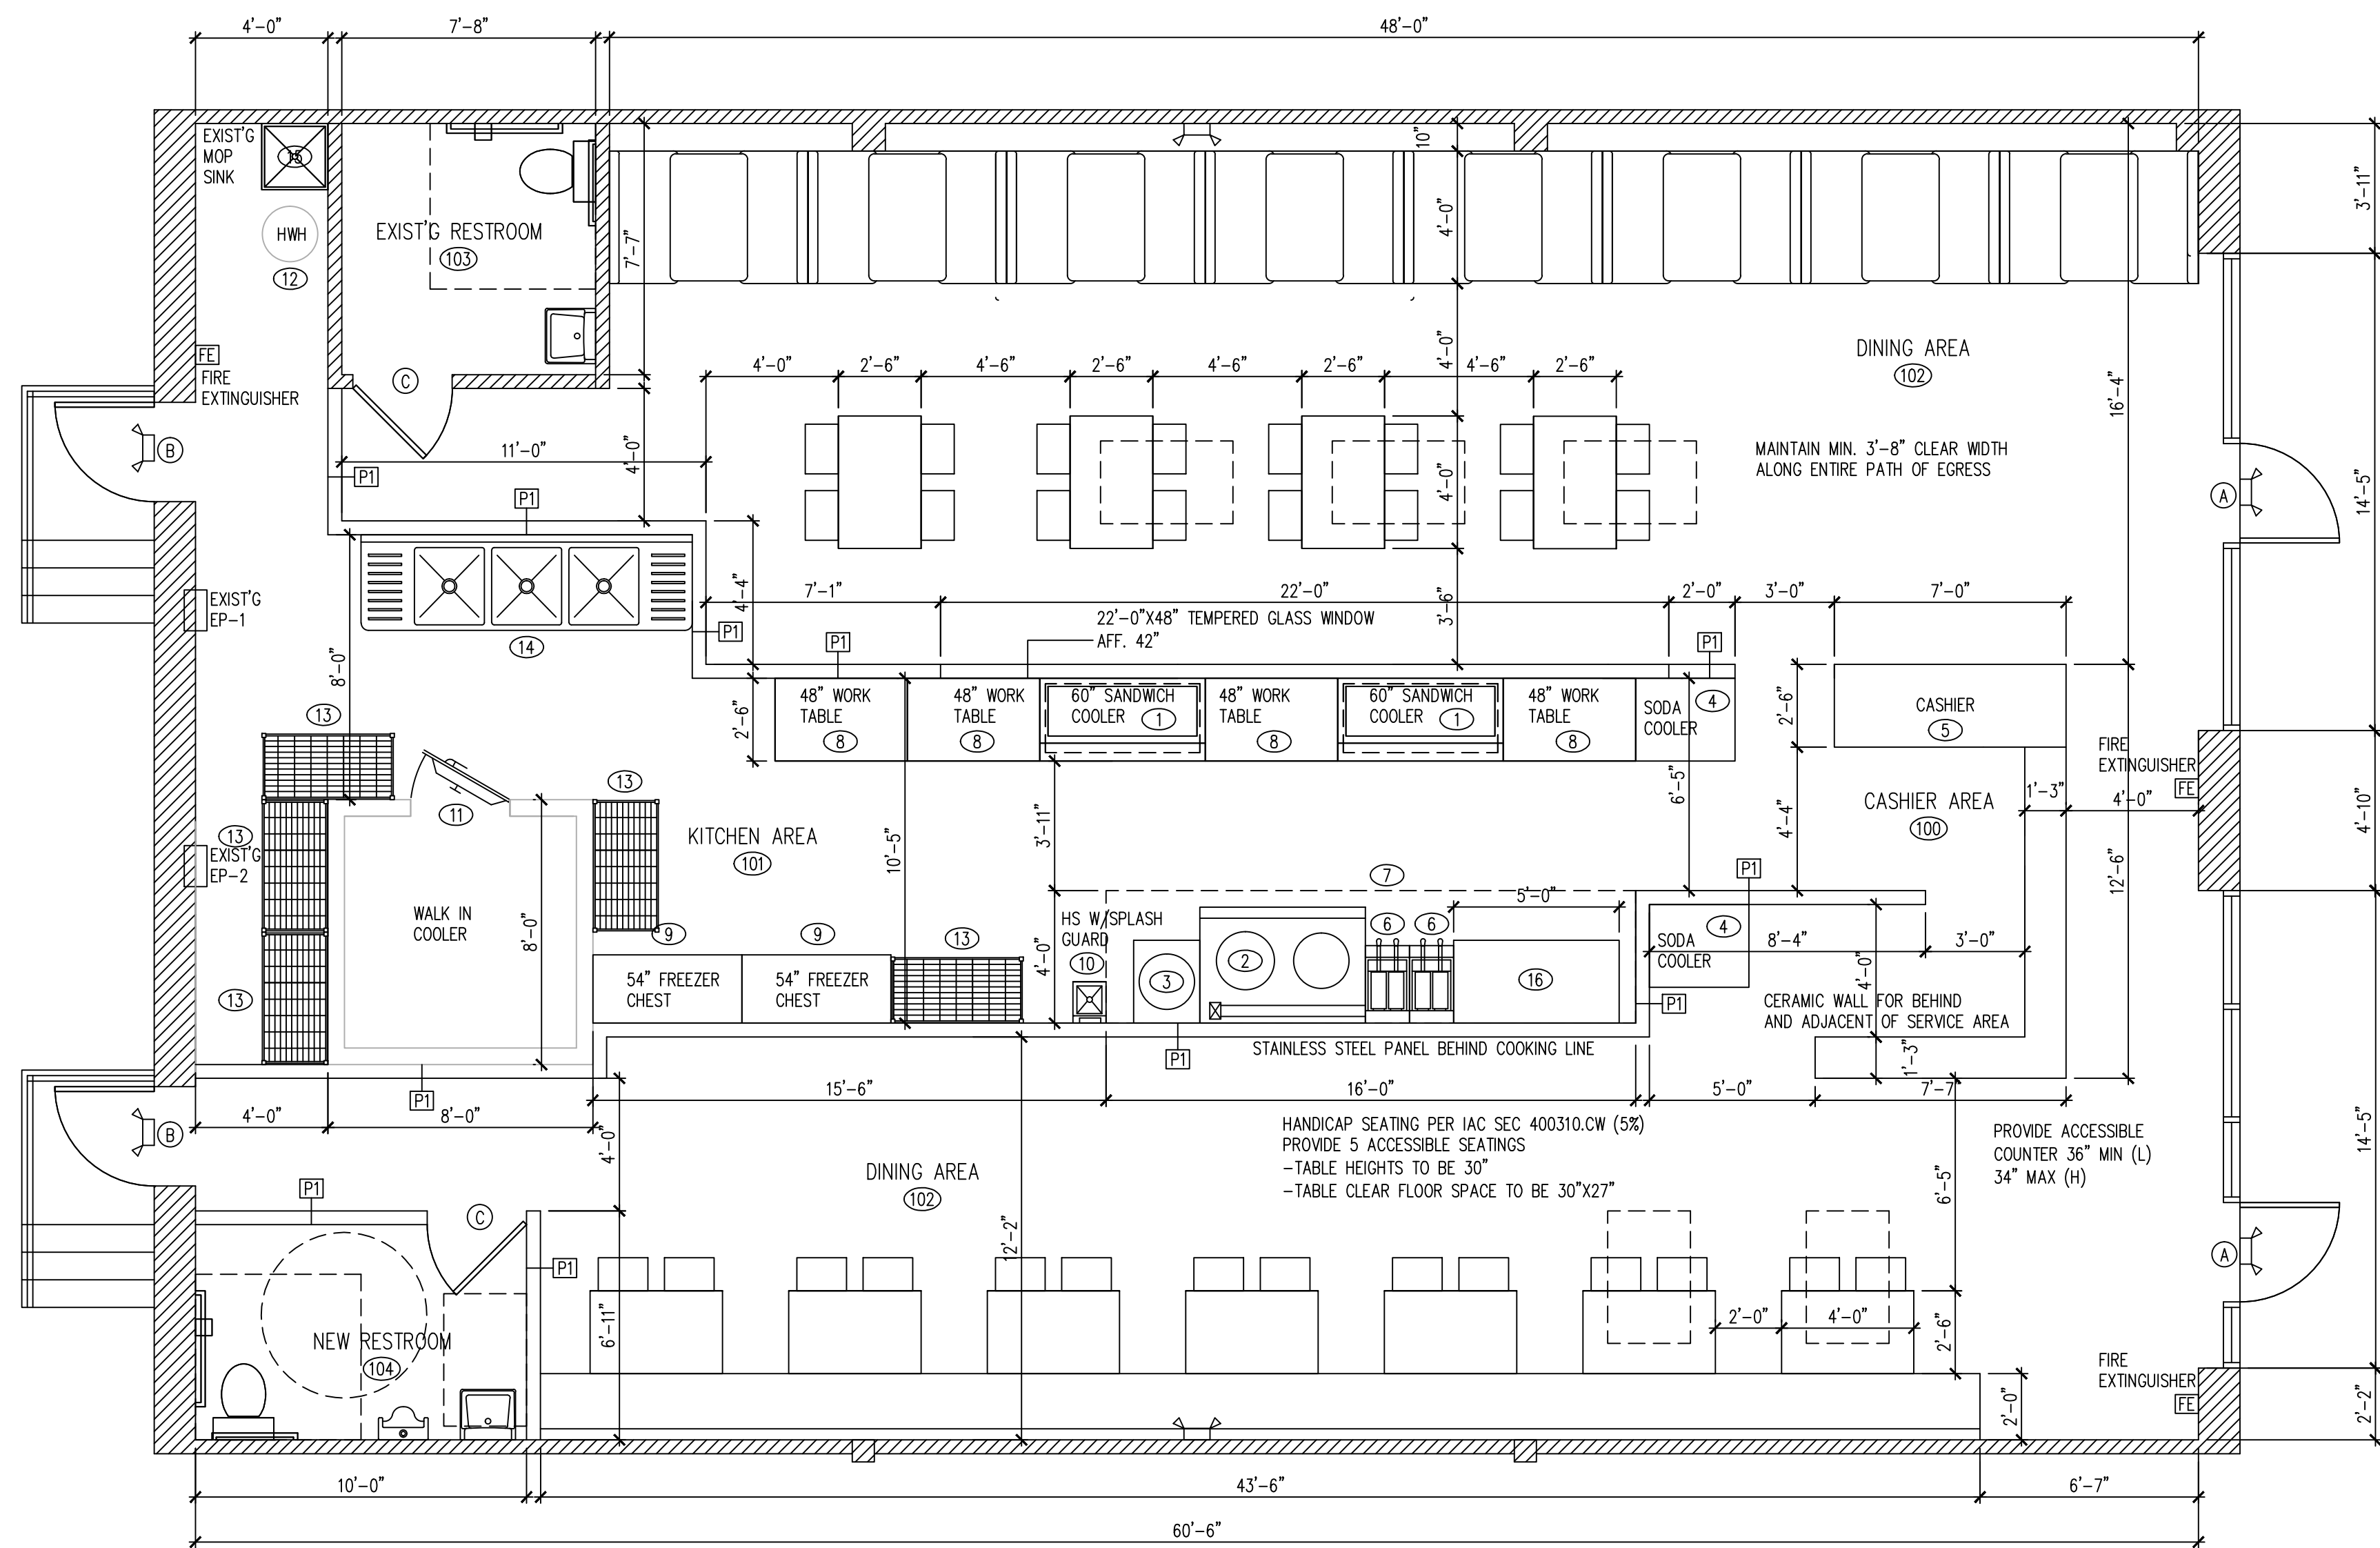 4'-0"
7'-8"
48'-0"
EXIST'G
MOP
SINK
15
HWH
12
EXIST'G RESTROOM
103
7'-7"
10"
4'-0"
3'-11"
FE
FIRE
EXTINGUISHER
C
4'-0"
2'-6"
4'-6"
2'-6"
4'-6"
2'-6"
4'-6"
2'-6"
4'-0"
DINING AREA
102
16'-4"
B
11'-0"
4'-0"
P1
P1
4'-0"
MAINTAIN MIN. 3'-8" CLEAR WIDTH
ALONG ENTIRE PATH OF EGRESS
A
14'-5"
EXIST'G
EP-1
14
8'-0"
P1
4'-4"
7'-1"
22'-0"
2'-0"
3'-0"
7'-0"
22'-0"X48" TEMPERED GLASS WINDOW
AFF. 42"
3'-6"
P1
P1
2'-6"
48" WORK
TABLE
8
48" WORK
TABLE
8
60" SANDWICH
COOLER
1
48" WORK
TABLE
8
60" SANDWICH
COOLER
1
48" WORK
TABLE
8
SODA
COOLER
4
2'-6"
CASHIER
5
FIRE
EXTINGUISHER
FE
13
11
13
13
EXIST'G
EP-2
KITCHEN AREA
101
10'-5"
3'-11"
6'-5"
4'-4"
CASHIER AREA
100
1'-3"
4'-0"
4'-10"
12'-6"
WALK IN
COOLER
8'-0"
13
9
9
13
54" FREEZER
CHEST
54" FREEZER
CHEST
4'-0"
HS W/SPLASH
GUARD
10
3
2
7
6
6
5'-0"
16
P1
SODA
COOLER
4
8'-4"
3'-0"
4'-0"
P1
CERAMIC WALL FOR BEHIND
AND ADJACENT OF SERVICE AREA
P1
STAINLESS STEEL PANEL BEHIND COOKING LINE
1'-3"
P1
15'-6"
16'-0"
5'-0"
7'-7
4'-0"
8'-0"
B
4'-0"
HANDICAP SEATING PER IAC SEC 400310.CW (5%)
PROVIDE 5 ACCESSIBLE SEATINGS
-TABLE HEIGHTS TO BE 30"
-TABLE CLEAR FLOOR SPACE TO BE 30"X27"
PROVIDE ACCESSIBLE
COUNTER 36" MIN (L)
34" MAX (H)
14'-5"
DINING AREA
102
P1
C
12'-2"
6'-5"
A
P1
6'-11"
NEW RESTROOM
104
2'-0"
4'-0"
2'-6"
FIRE
EXTINGUISHER
FE
2'-0"
2'-2"
10'-0"
43'-6"
6'-7"
60'-6"